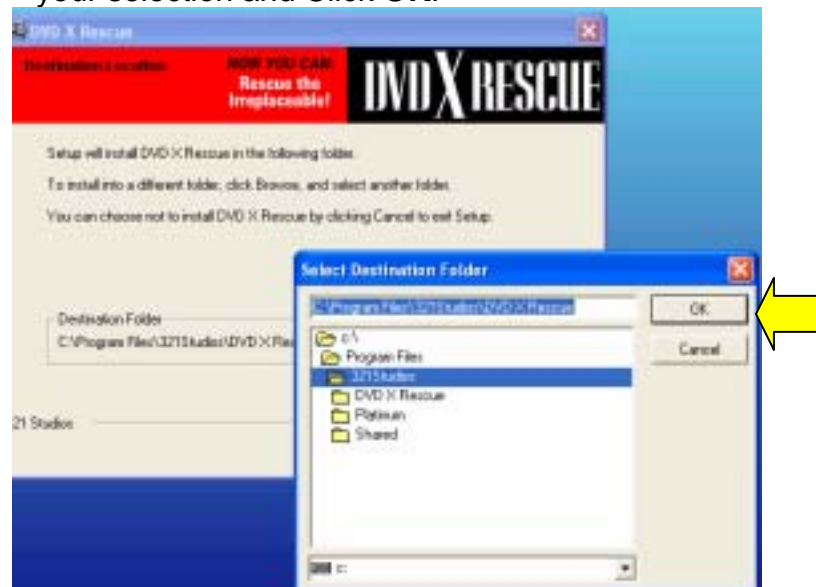 your selection and Click OK.
DVD X Rescue
Destination Location
NOW YOU CAN
Rescue the
Irreplaceable!
DVD X RESCUE
Setup will install DVD X Rescue in the following folder.
To install into a different folder, click Browse, and select another folder.
You can choose not to install DVD X Rescue by clicking Cancel to exit Setup.
Destination Folder
C:\Program Files\321Studios\DVD X Res
21 Studios
Select Destination Folder
C:\Program Files\321Studios\DVD X Rescue
OK
c:\
Program Files
321Studios
DVD X Rescue
Platinum
Shared
Cancel
c: